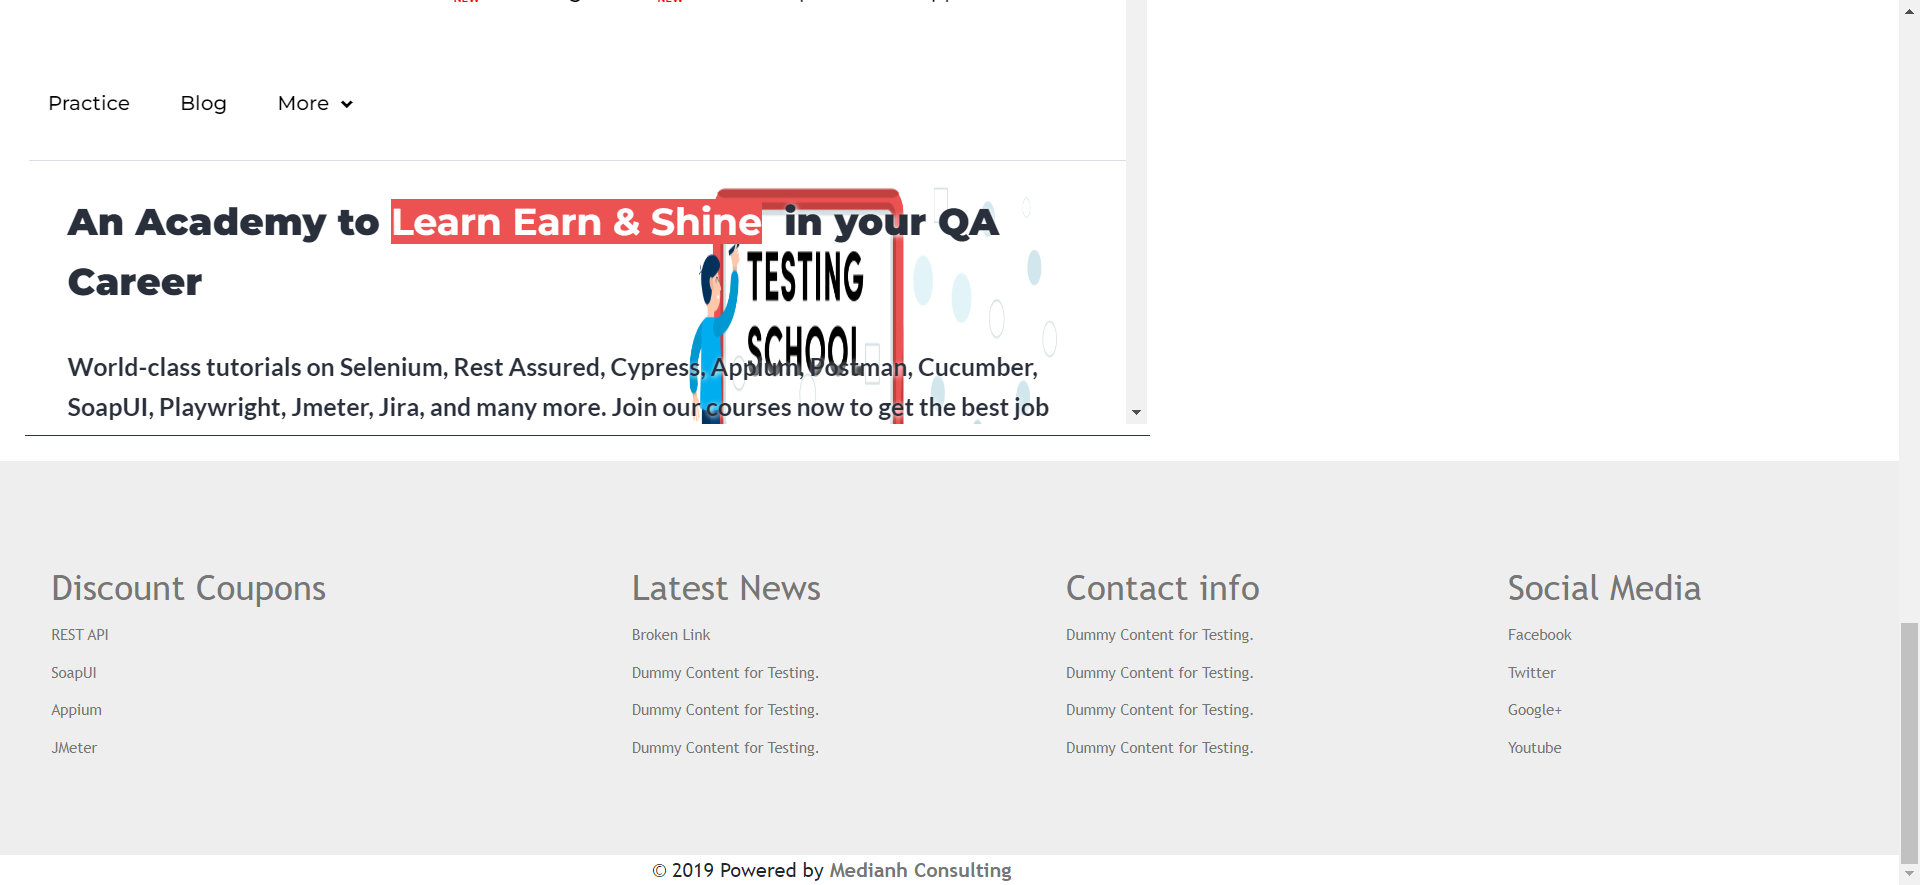 NEW NEW
Practice Blog More
An Academy to Learn Earn & Shine in your QA
Career
TESTING
SCHOOL
World-class tutorials on Selenium, Rest Assured, Cypress, Appium, Postman, Cucumber,
SoapUI, Playwright, Jmeter, Jira, and many more. Join our courses now to get the best job
Discount Coupons
REST API
SoapUI
Appium
JMeter
Latest News
Broken Link
Dummy Content for Testing.
Dummy Content for Testing.
Dummy Content for Testing.
Contact info
Dummy Content for Testing.
Dummy Content for Testing.
Dummy Content for Testing.
Dummy Content for Testing.
Social Media
Facebook
Twitter
Google+
Youtube
© 2019 Powered by Medianh Consulting